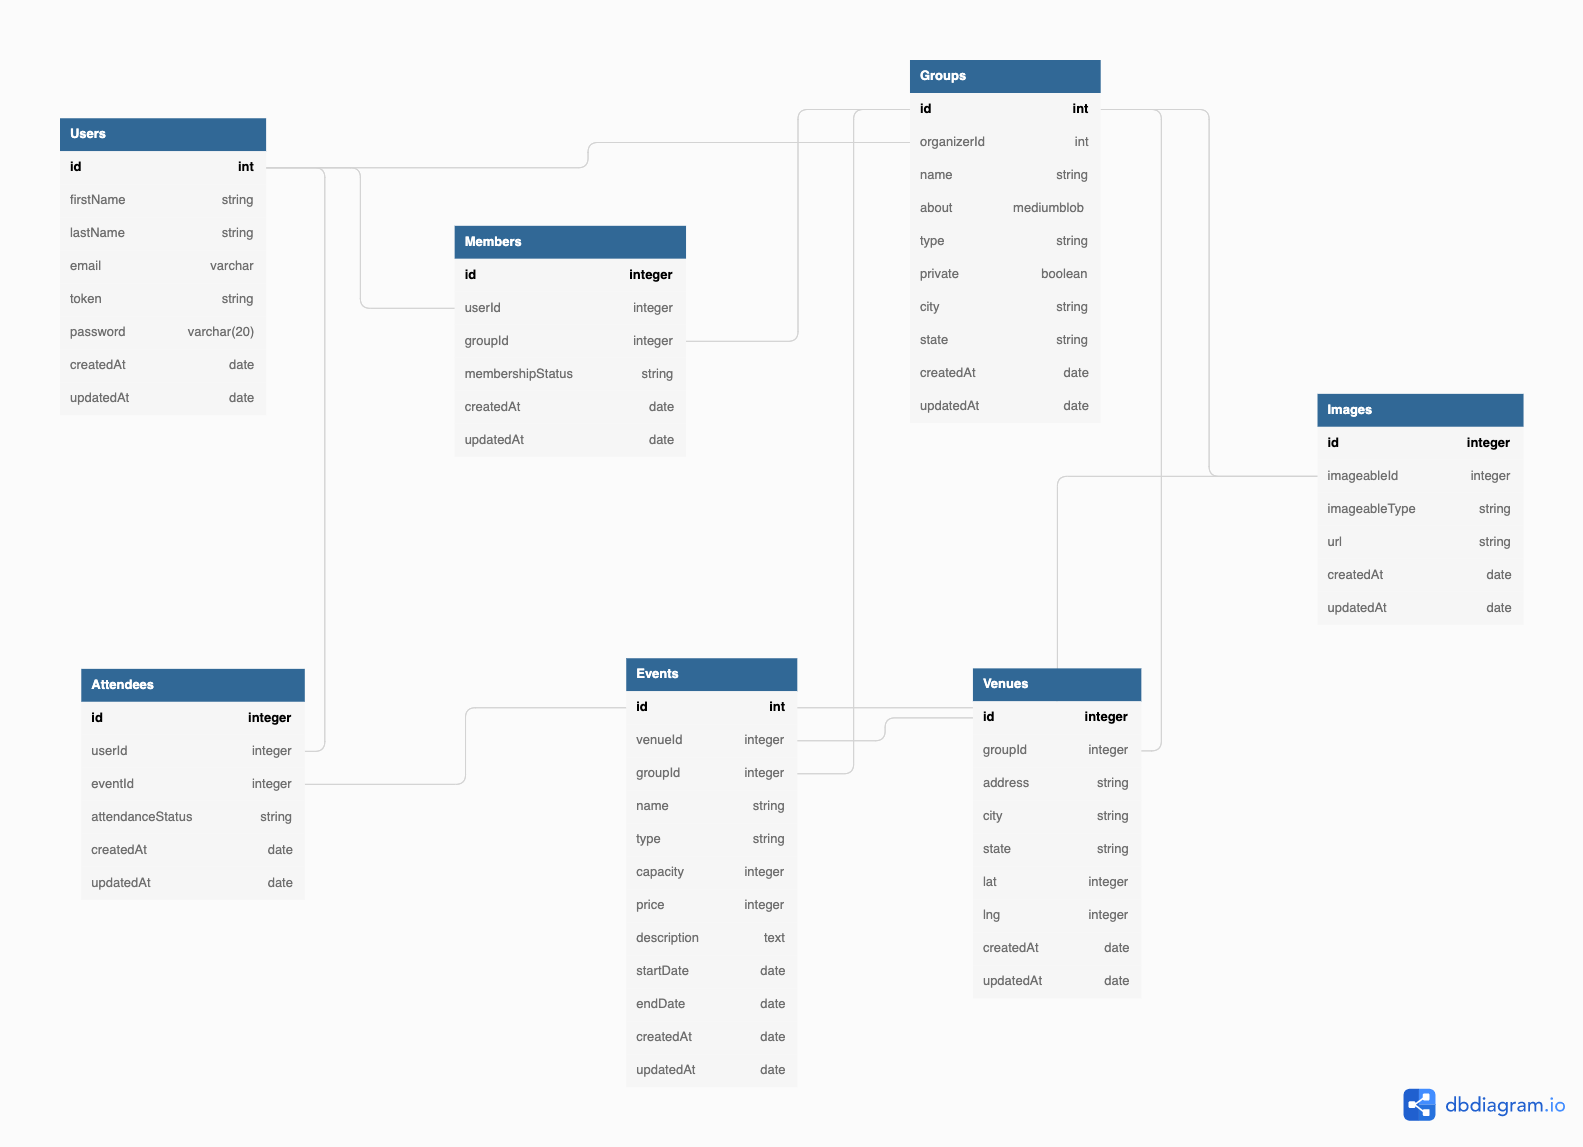 Users
id int
firstName string
lastName string
email varchar
token string
password varchar(20)
createdAt date
updatedAt date
Members
id integer
userId integer
groupId integer
membershipStatus string
createdAt date
updatedAt date
Groups
id int
organizerId int
name string
about mediumblob
type string
private boolean
city string
state string
createdAt date
updatedAt date
Images
id integer
imageableId integer
imageableType string
url string
createdAt date
updatedAt date
Attendees
id integer
userId integer
eventId integer
attendanceStatus string
createdAt date
updatedAt date
Events
id int
venueId integer
groupId integer
name string
type string
capacity integer
price integer
description text
startDate date
endDate date
createdAt date
updatedAt date
Venues
id integer
groupId integer
address string
city string
state string
lat integer
lng integer
createdAt date
updatedAt date
dbdiagram.io